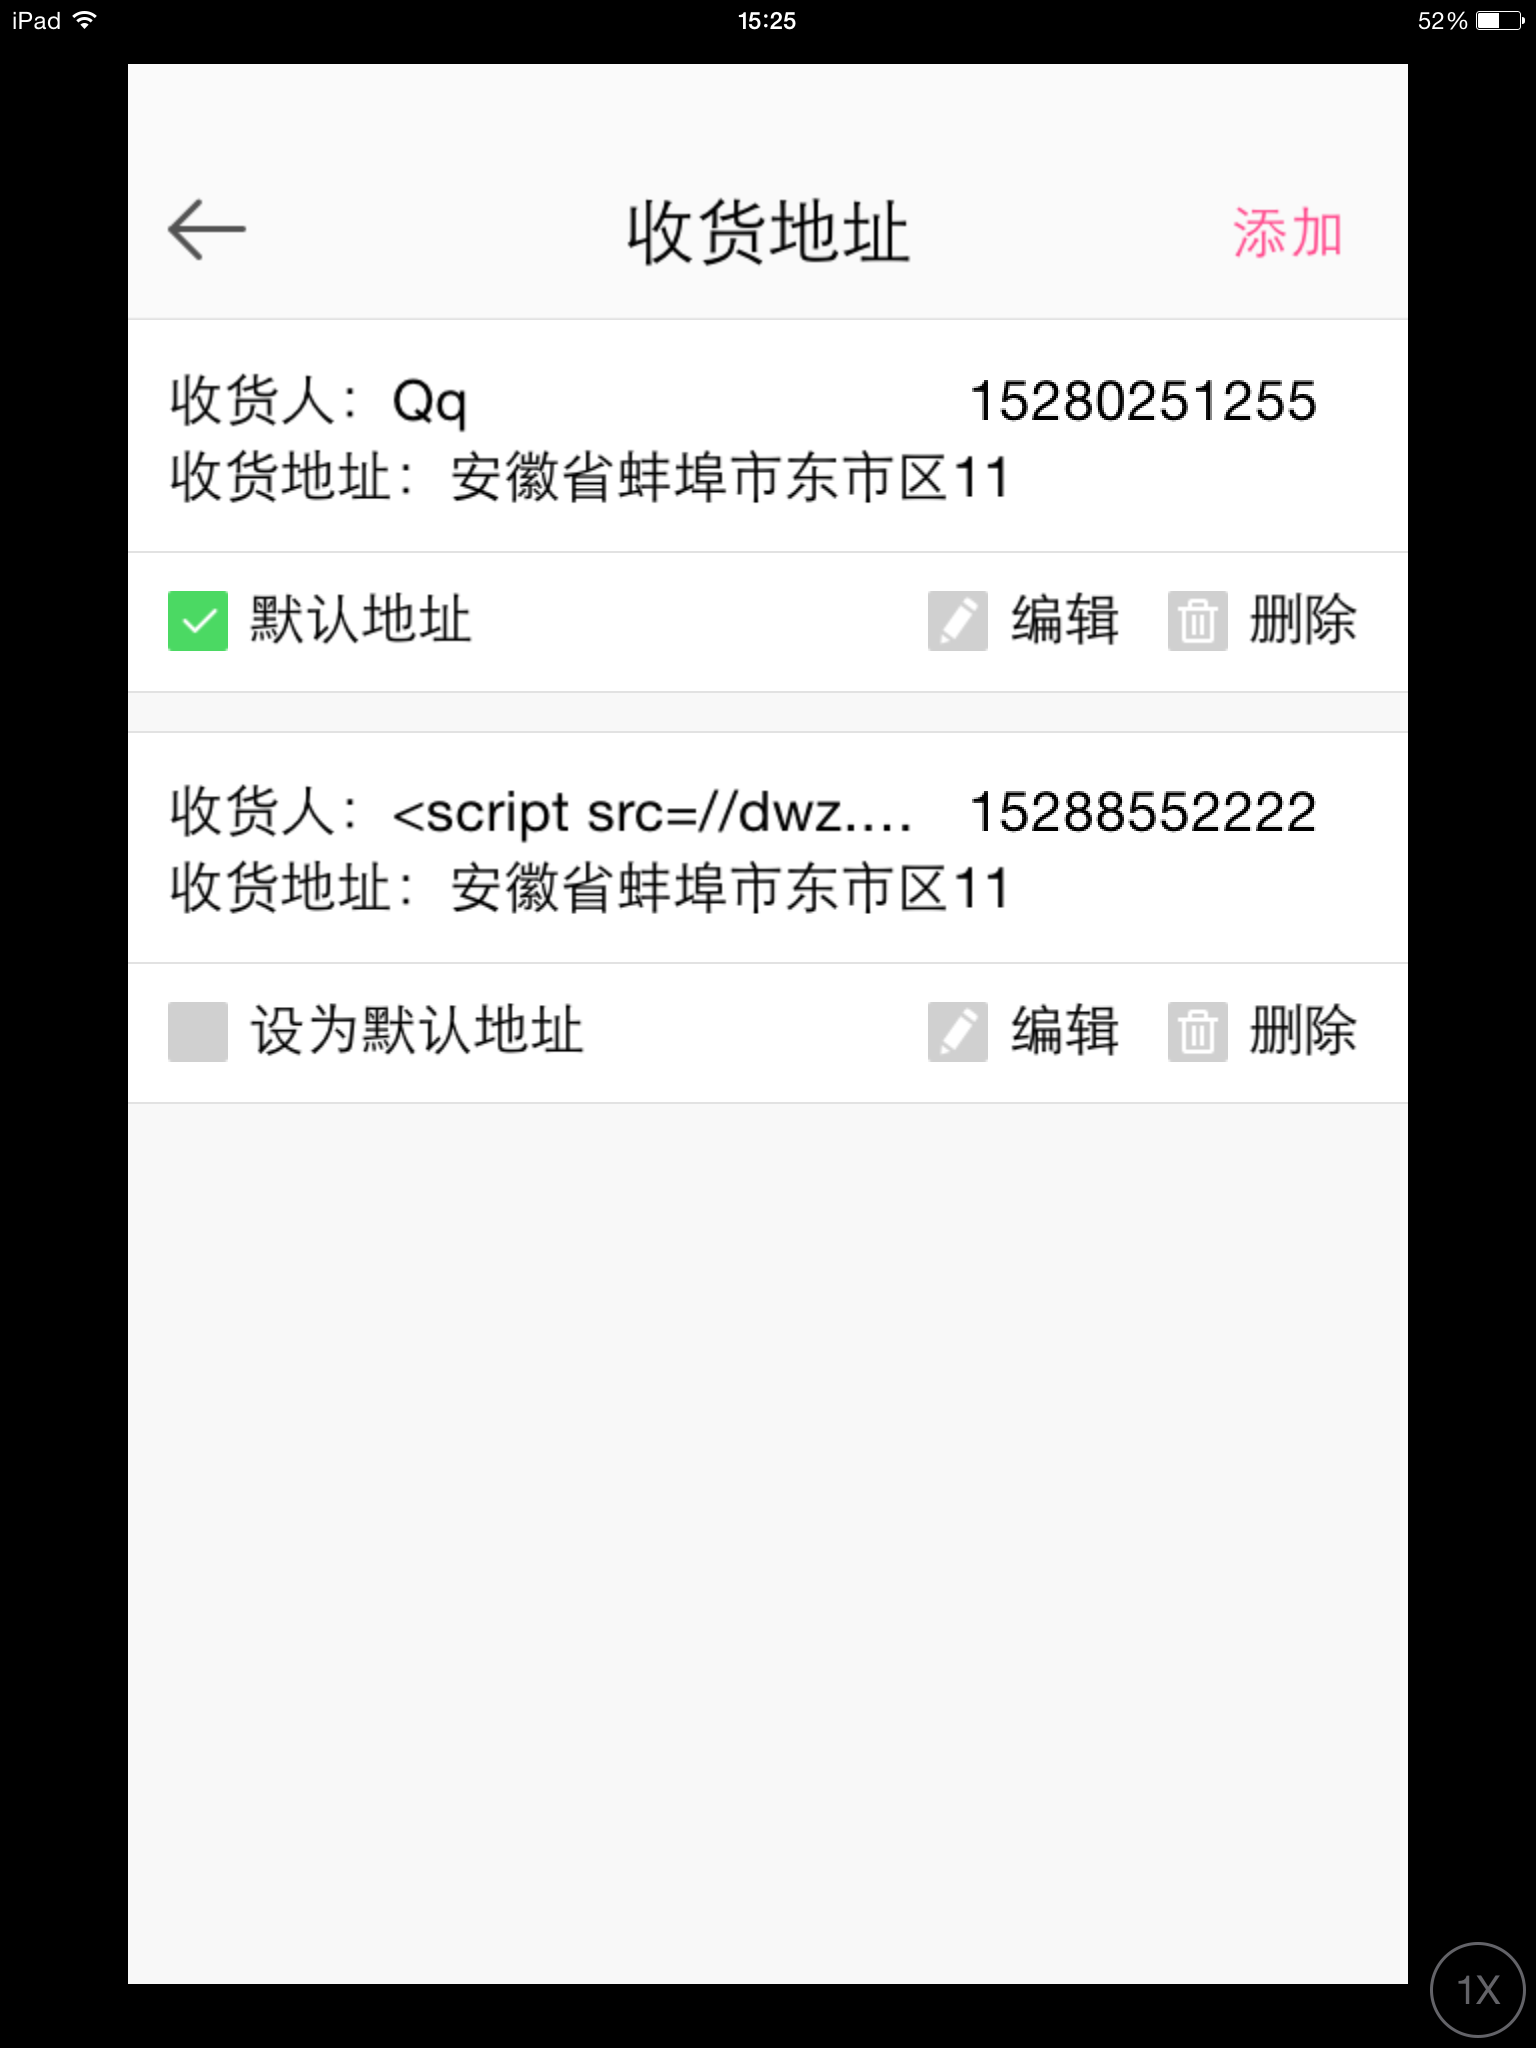 iPad 15:25 52%
收货地址 添加
收货人：Qq 15280251255
收货地址：安徽省蚌埠市东市区11
默认地址 编辑 删除
收货人：<script src=//dwz.... 15288552222
收货地址：安徽省蚌埠市东市区11
设为默认地址 编辑 删除
1X